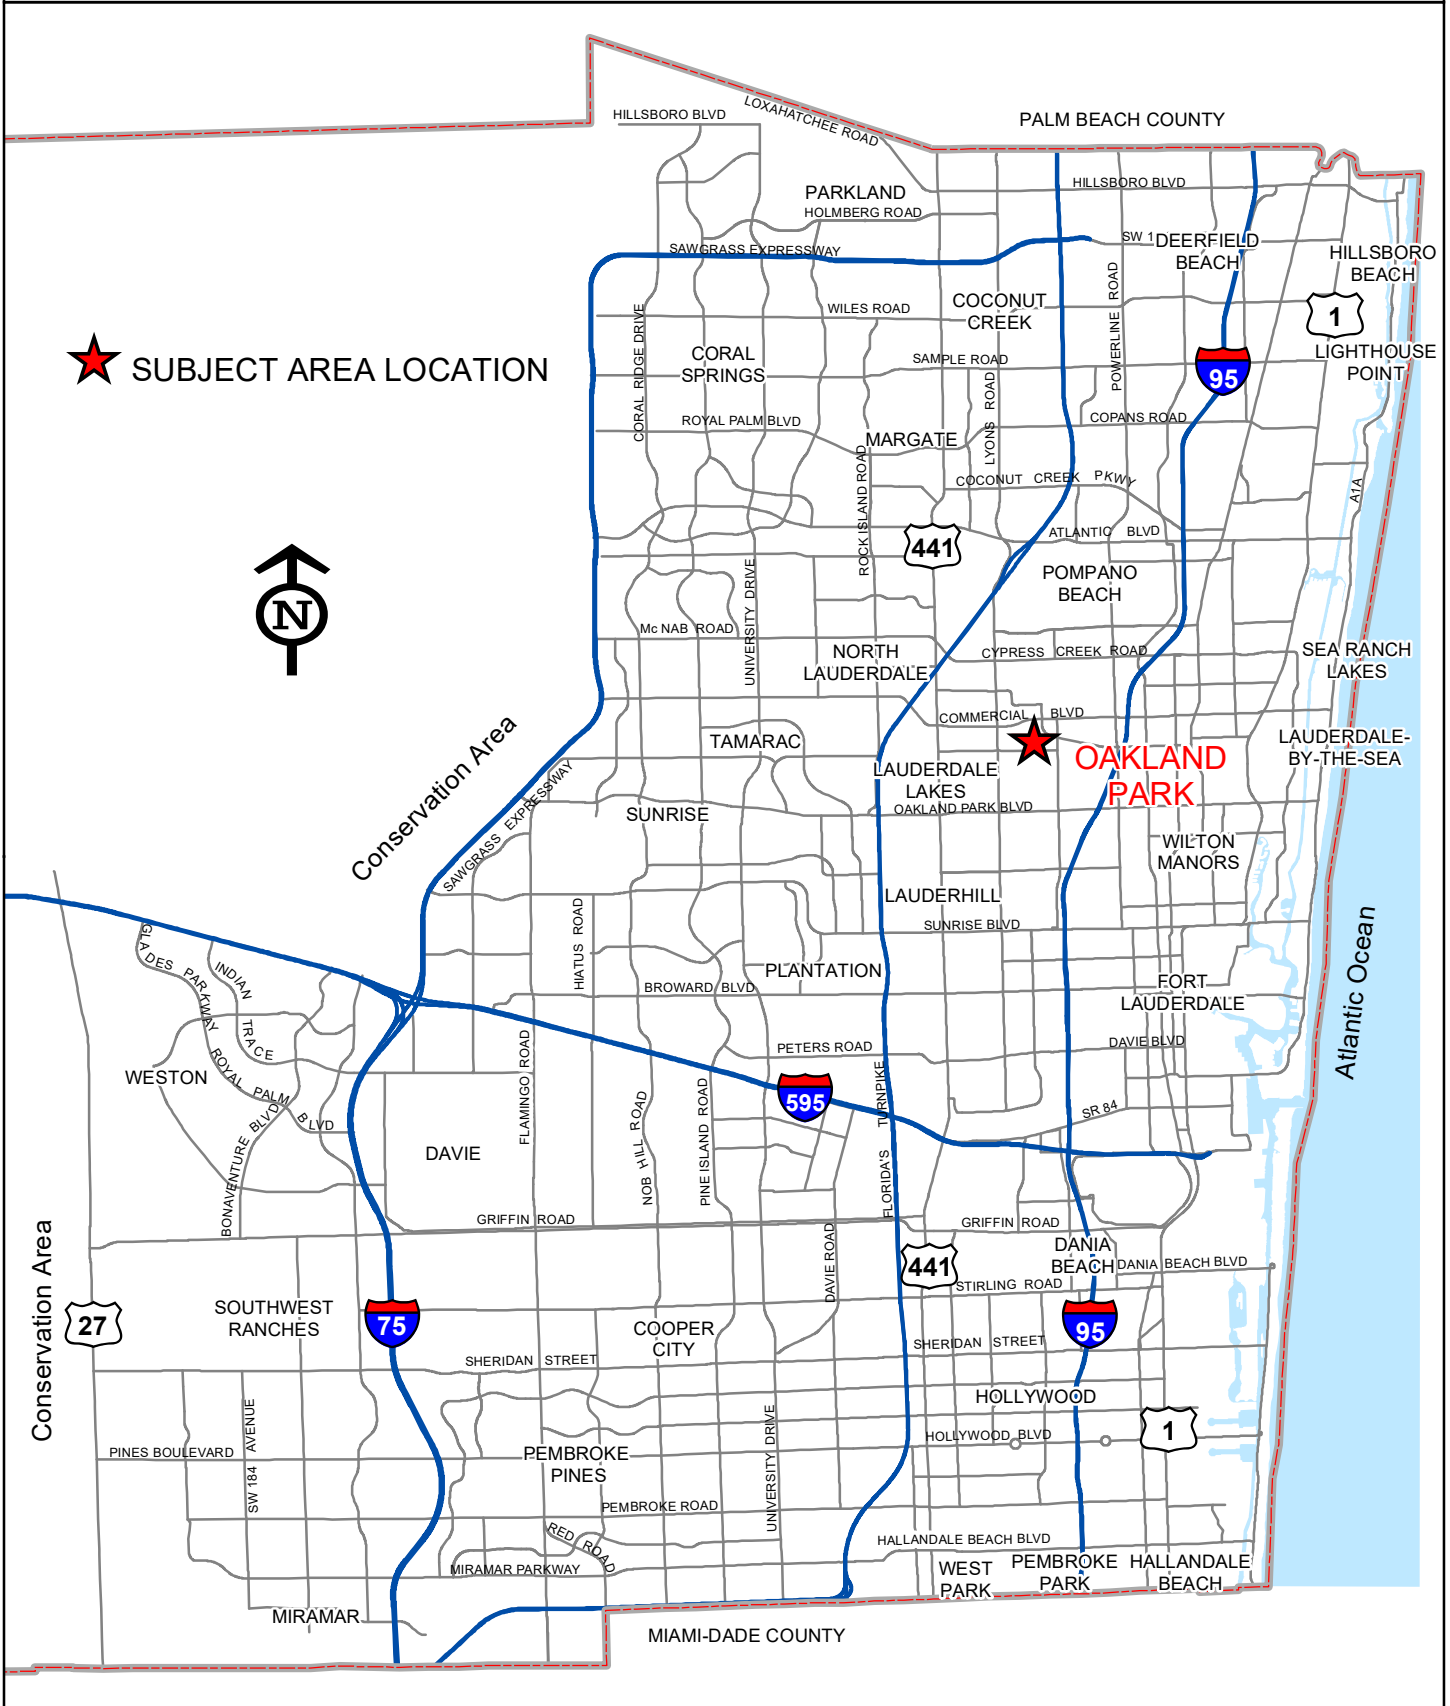 HILLSBORO BLVD
LOXAHATCHEE ROAD
PALM BEACH COUNTY
PARKLAND
HILLSBORO BLVD
HOLMBERG ROAD
SAWGRASS EXPRESSWAY
SW 1
DEERFIELD
BEACH
HILLSBORO
BEACH
WILES ROAD
COCONUT
CREEK
POWERLINE ROAD
1
CORAL RIDGE DRIVE
SUBJECT AREA LOCATION
CORAL
SPRINGS
SAMPLE ROAD
95
LIGHTHOUSE
POINT
ROYAL PALM BLVD
MARGATE
LYONS ROAD
COPANS ROAD
ROCK ISLAND ROAD
COCONUT CREEK PKWY
A1A
441
ATLANTIC BLVD
N
UNIVERSITY DRIVE
POMPANO
BEACH
Mc NAB ROAD
NORTH
LAUDERDALE
CYPRESS CREEK ROAD
SEA RANCH
LAKES
COMMERCIAL BLVD
Conservation Area
TAMARAC
OAKLAND
PARK
LAUDERDALE-
BY-THE-SEA
LAUDERDALE
LAKES
SAWGRASS EXPRESSWAY
SUNRISE
OAKLAND PARK BLVD
WILTON
MANORS
LAUDERHILL
SUNRISE BLVD
HIATUS ROAD
Atlantic Ocean
GLADES PARKWAY
INDIAN
TRACE
PLANTATION
BROWARD BLVD
FORT
LAUDERDALE
FLAMINGO ROAD
PETERS ROAD
DAVIE BLVD
WESTON
ROYAL PALM
BLVD
595
FLORIDA'S TURNPIKE
SR 84
BONAVENTURE BLVD
DAVIE
NOB HILL ROAD
PINE ISLAND ROAD
Conservation Area
GRIFFIN ROAD
GRIFFIN ROAD
DAVIE ROAD
DANIA
BEACH
DANIA BEACH BLVD
441
STIRLING ROAD
27
SOUTHWEST
RANCHES
75
COOPER
CITY
95
SHERIDAN STREET
SHERIDAN STREET
HOLLYWOOD
SW 184 AVENUE
UNIVERSITY DRIVE
1
HOLLYWOOD BLVD
PINES BOULEVARD
PEMBROKE
PINES
PEMBROKE ROAD
RED ROAD
HALLANDALE BEACH BLVD
MIRAMAR PARKWAY
WEST
PARK
PEMBROKE
PARK
HALLANDALE
BEACH
MIRAMAR
MIAMI-DADE COUNTY